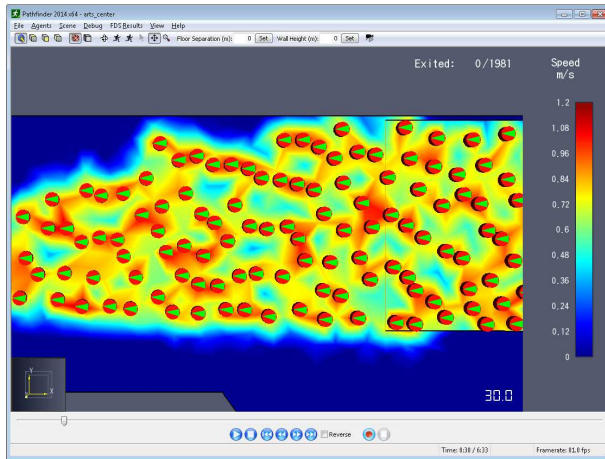 Pathfinder 2014 x64 - arts_center
File Agents Scene Debug FDS Results View Help
Floor Separation (m): 0 Set Wall Height (m): 0 Set
Exited: 0/1981
Speed
m/s
1.2
1.08
0.96
0.84
0.72
0.6
0.48
0.36
0.24
0.12
0
Y
X
30.0
Reverse
Time: 0:30 / 6:33 Framerate: 81.0 fps